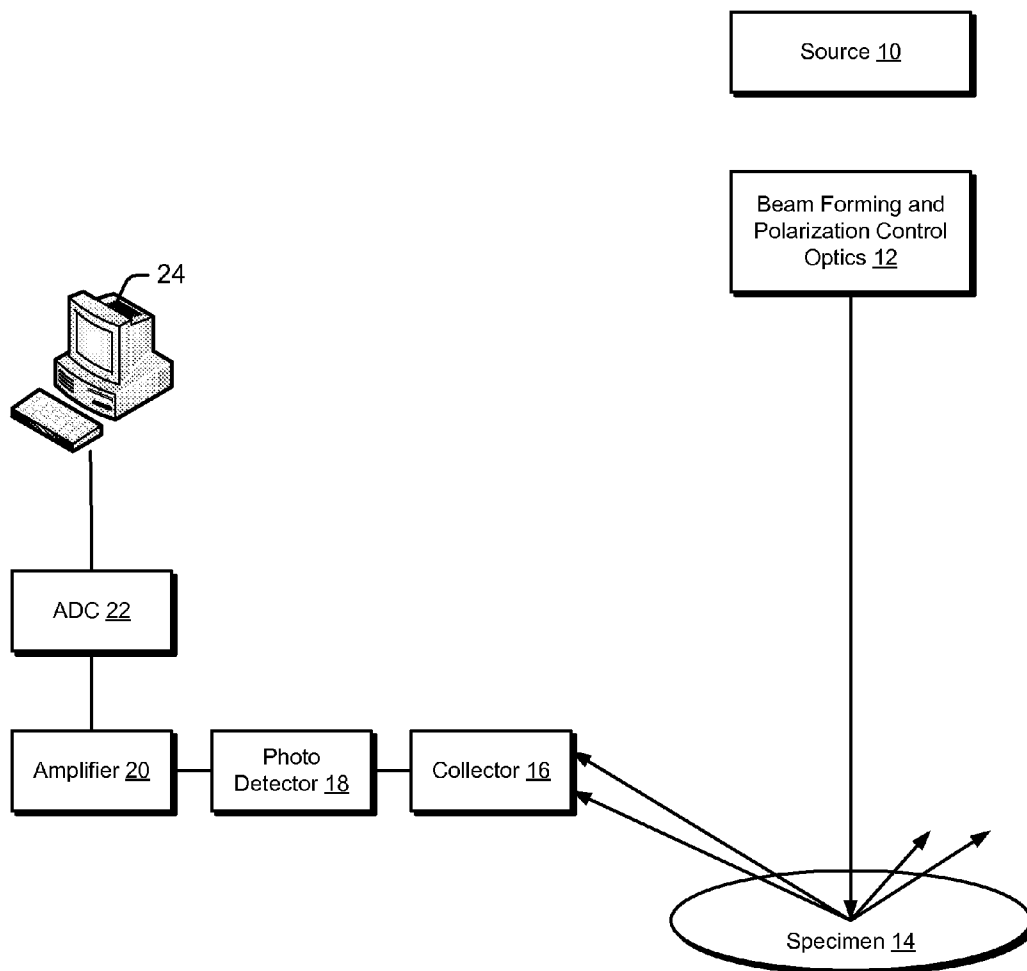 Source 10
Beam Forming and
Polarization Control
Optics 12
24
ADC 22
Amplifier 20
Photo
Detector 18
Collector 16
Specimen 14